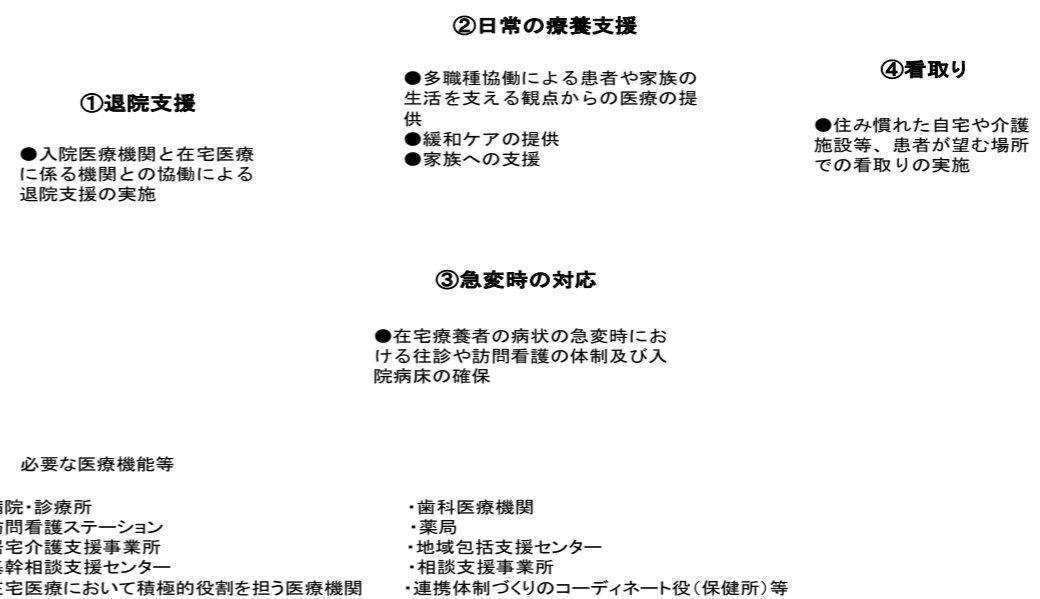 ②日常の療養支援
●多職種協働による患者や家族の
生活を支える観点からの医療の提
供
●緩和ケアの提供
●家族への支援
④看取り
●住み慣れた自宅や介護
施設等、患者が望む場所
での看取りの実施
①退院支援
●入院医療機関と在宅医療
に係る機関との協働による
退院支援の実施
③急変時の対応
●在宅療養者の病状の急変時にお
ける往診や訪問看護の体制及び入
院病床の確保
必要な医療機能等
院・診療所
問看護ステーション
宅介護支援事業所
幹相談支援センター
宅医療において積極的役割を担う医療機関
・歯科医療機関
・薬局
・地域包括支援センター
・相談支援事業所
・連携体制づくりのコーディネート役（保健所）等